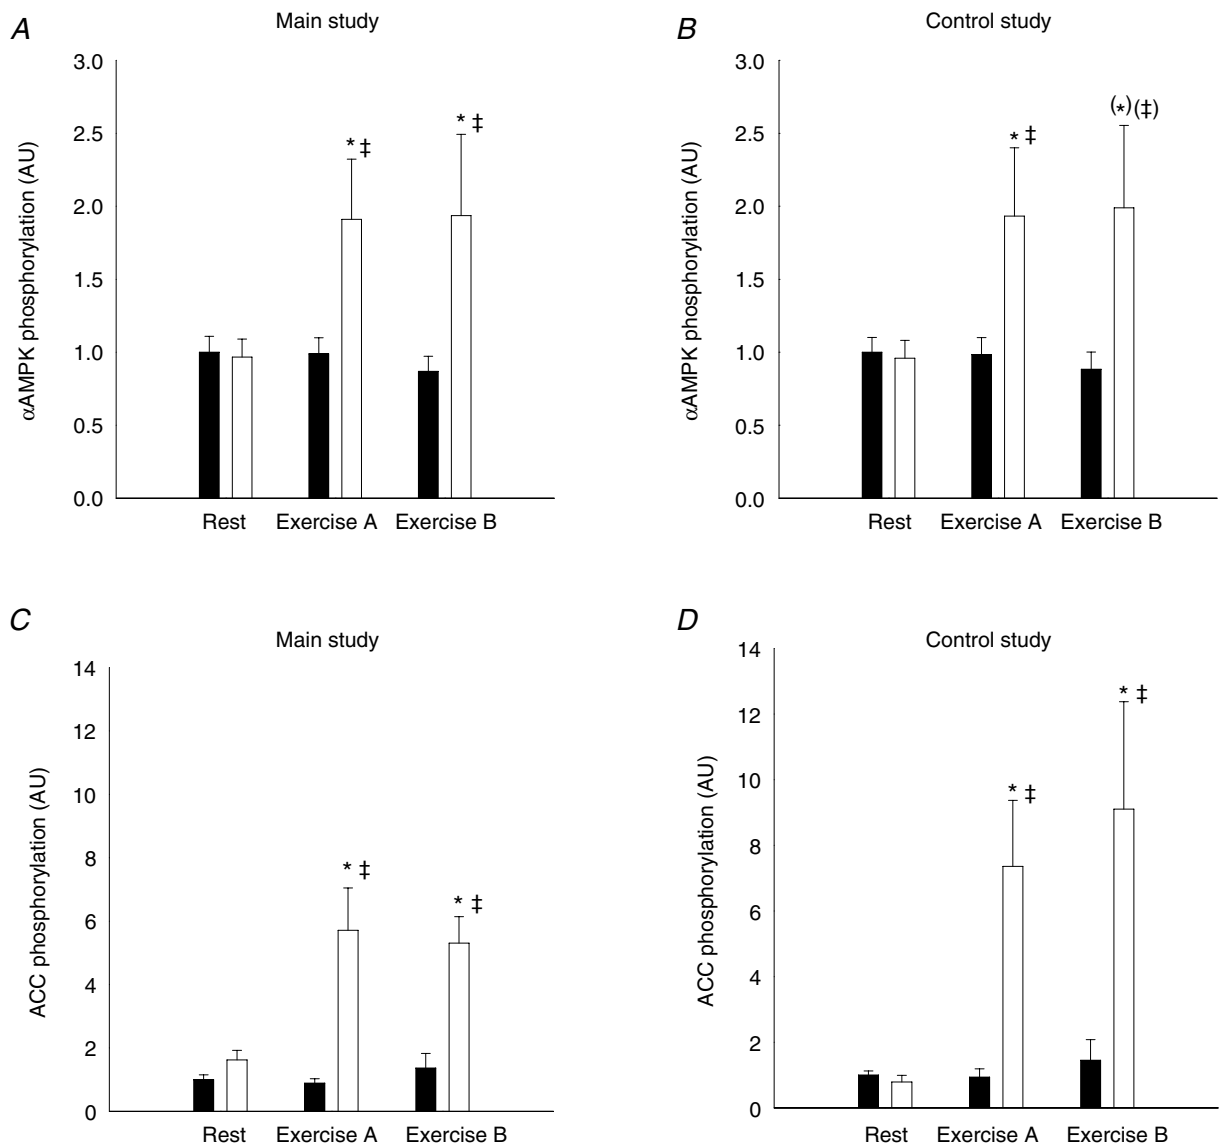 A
Main study
αAMPK phosphorylation (AU)
3.0
2.5
2.0
1.5
1.0
0.5
0.0
* ‡
* ‡
Rest Exercise A Exercise B
B
Control study
αAMPK phosphorylation (AU)
3.0
2.5
2.0
1.5
1.0
0.5
0.0
* ‡
(*)(‡)
Rest Exercise A Exercise B
C
Main study
ACC phosphorylation (AU)
14
12
10
8
6
4
2
0
* ‡
* ‡
Rest Exercise A Exercise B
D
Control study
ACC phosphorylation (AU)
14
12
10
8
6
4
2
0
* ‡
* ‡
Rest Exercise A Exercise B